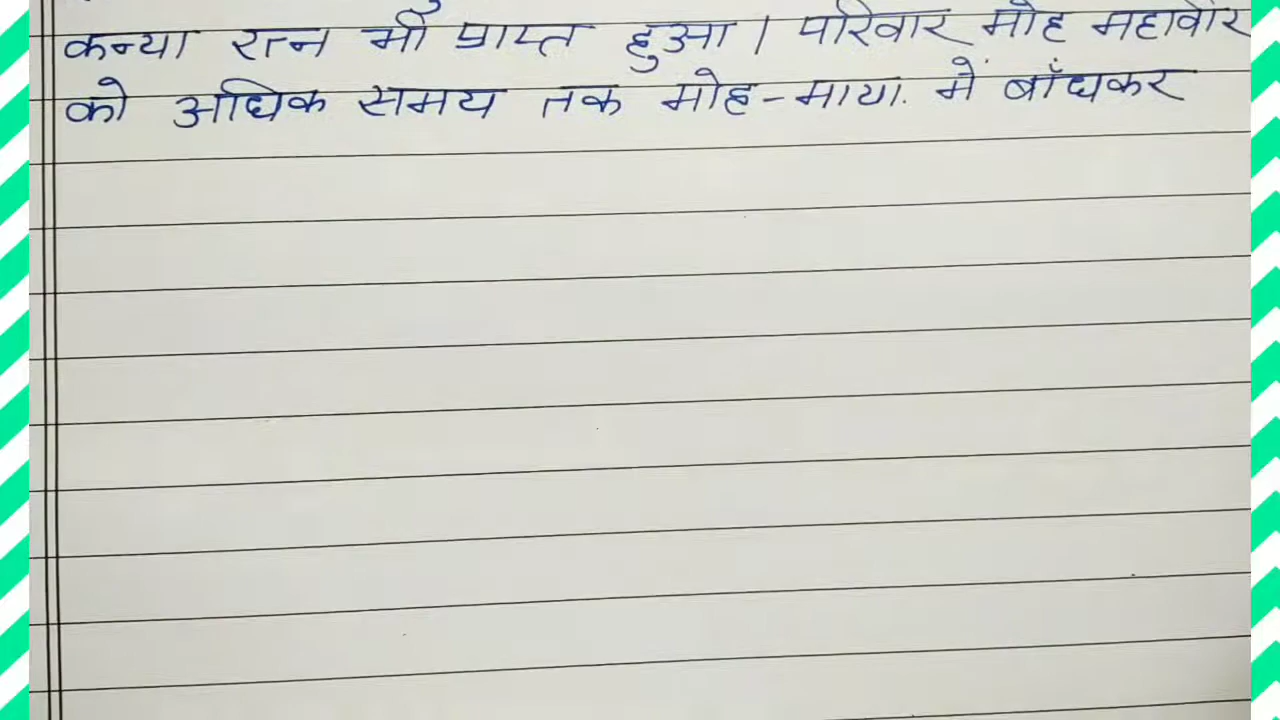 कन्या रत्न भी प्राप्त हुआ। परिवार मोह महावीर
को अधिक समय तक मोह-माया में बाँधकर